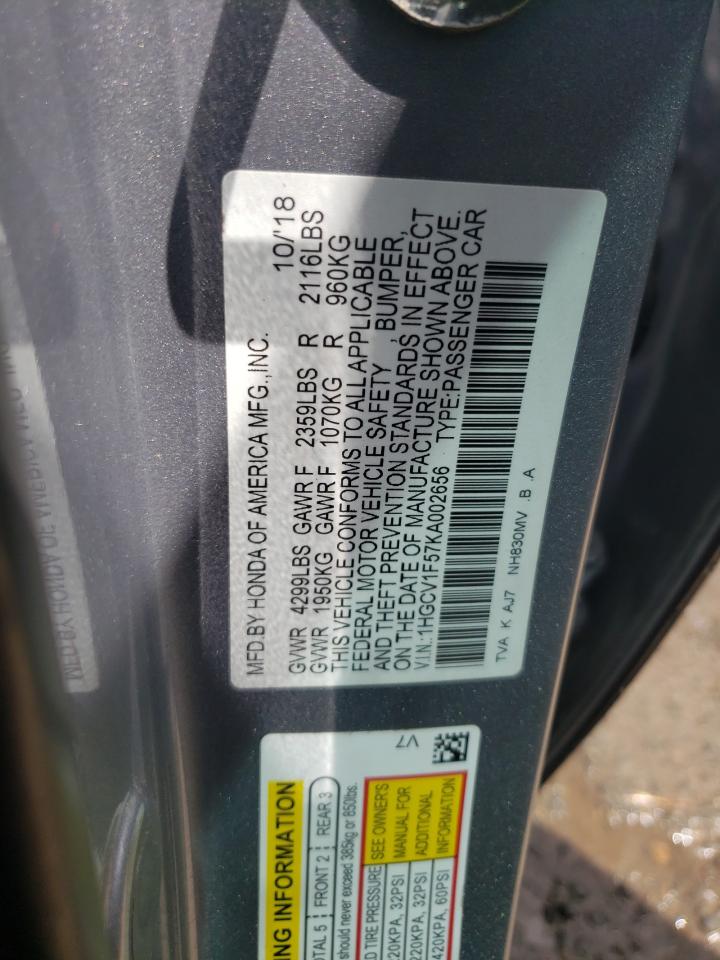 MFD.BY HONDA OF AMERICA MFG.,INC. 10/'18
GVWR 4299LBS GAWR F 2359LBS R 2116LBS
GVWR 1950KG GAWR F 1070KG R 960KG
THIS VEHICLE CONFORMS TO ALL APPLICABLE
FEDERAL MOTOR VEHICLE SAFETY , BUMPER,
AND THEFT PREVENTION STANDARDS IN EFFECT
ON THE DATE OF MANUFACTURE SHOWN ABOVE.
V.I.N.:1HGCV1F57KA002656 TYPE:PASSENGER CAR
TVA K AJ7 NH830MV .B .A
ING INFORMATION
OTAL 5 FRONT 2 REAR 3
should never exceed 385kg or 850lbs.
D TIRE PRESSURE SEE OWNER'S
20KPA, 32PSI MANUAL FOR
220KPA, 32PSI ADDITIONAL
420KPA, 60PSI INFORMATION
V7